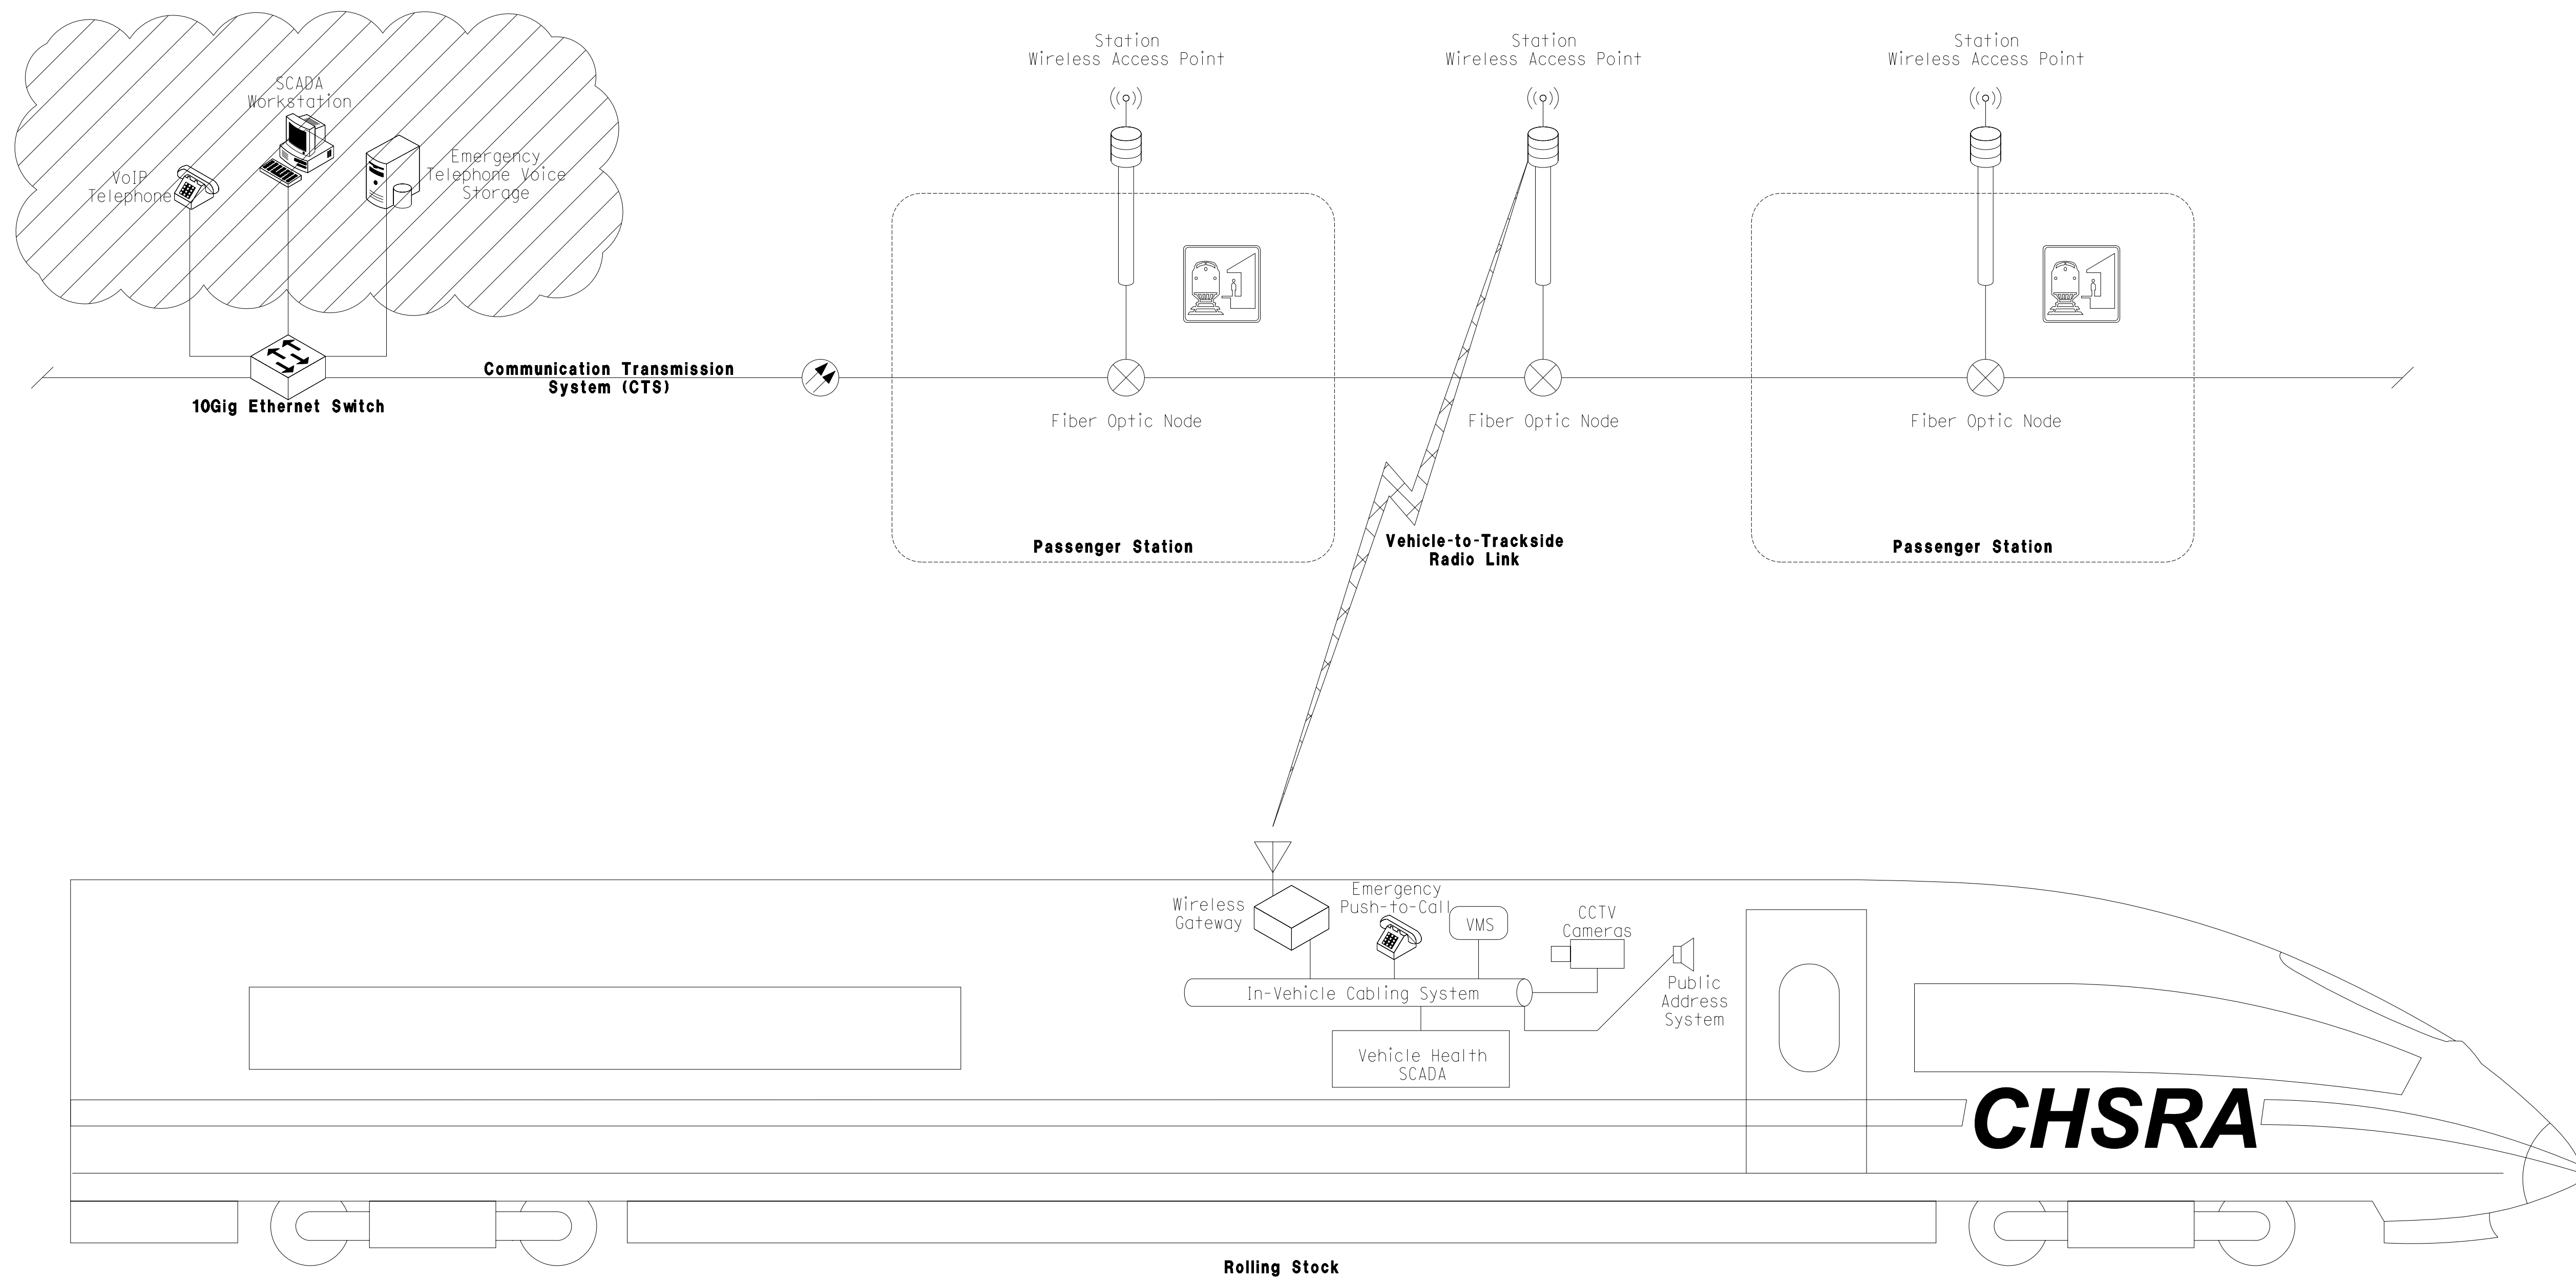 Station
Wireless Access Point
Station
Wireless Access Point
Station
Wireless Access Point
SCADA
Workstation
VoIP
Telephone
Emergency
Telephone Voice
Storage
Communication Transmission
System (CTS)
10Gig Ethernet Switch
Fiber Optic Node
Fiber Optic Node
Fiber Optic Node
Passenger Station
Vehicle-to-Trackside
Radio Link
Passenger Station
Wireless
Gateway
Emergency
Push-to-Call
VMS
CCTV
Cameras
In-Vehicle Cabling System
Public
Address
System
Vehicle Health
SCADA
CHSRA
Rolling Stock